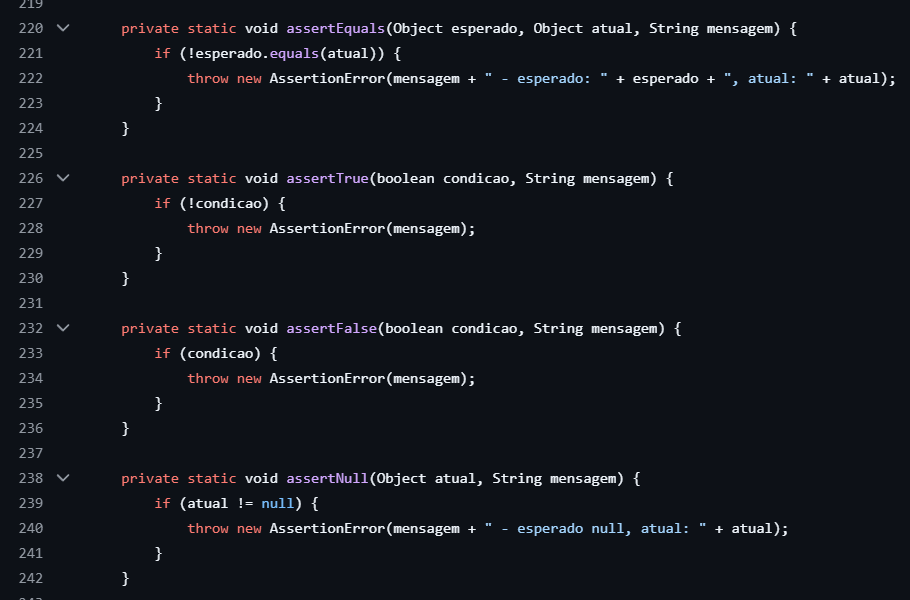 219
220 private static void assertEquals(Object esperado, Object atual, String mensagem) {
221 if (!esperado.equals(atual)) {
222 throw new AssertionError(mensagem + " - esperado: " + esperado + ", atual: " + atual);
223 }
224 }
225
226 private static void assertTrue(boolean condicao, String mensagem) {
227 if (!condicao) {
228 throw new AssertionError(mensagem);
229 }
230 }
231
232 private static void assertFalse(boolean condicao, String mensagem) {
233 if (condicao) {
234 throw new AssertionError(mensagem);
235 }
236 }
237
238 private static void assertNull(Object atual, String mensagem) {
239 if (atual != null) {
240 throw new AssertionError(mensagem + " - esperado null, atual: " + atual);
241 }
242 }